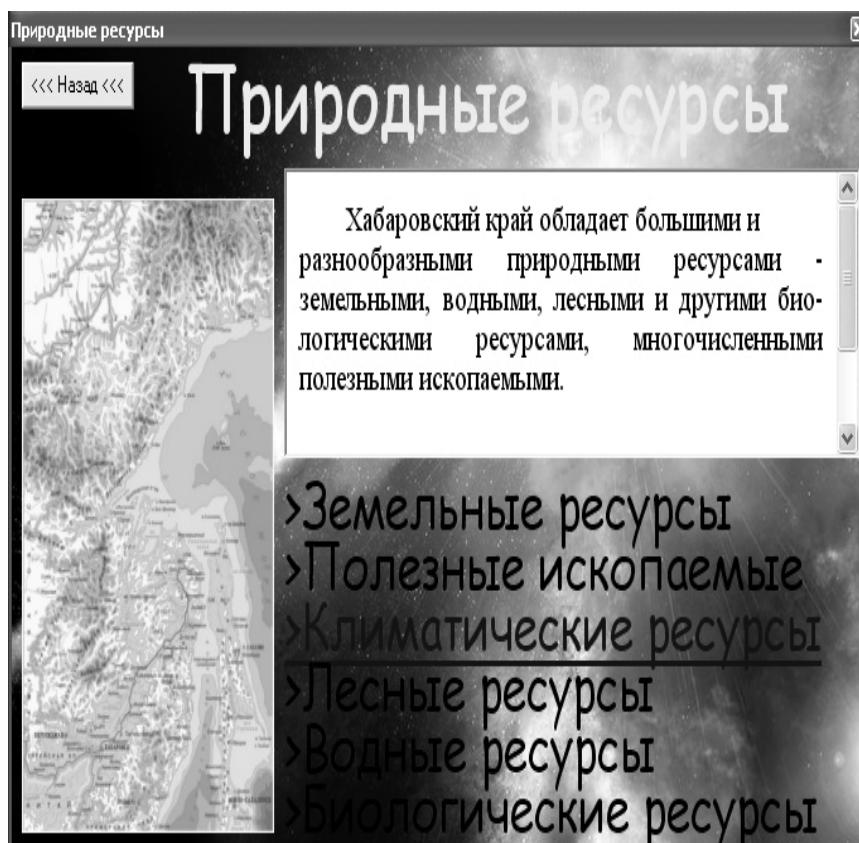 Природные ресурсы
<<< Назад <<<
Природные ресурсы
Хабаровский край обладает большими и
разнообразными природными ресурсами -
земельными, водными, лесными и другими био-
логическими ресурсами, многочисленными
полезными ископаемыми.
>Земельные ресурсы
>Полезные ископаемые
>Климатические ресурсы
>Лесные ресурсы
>Водные ресурсы
>Биологические ресурсы